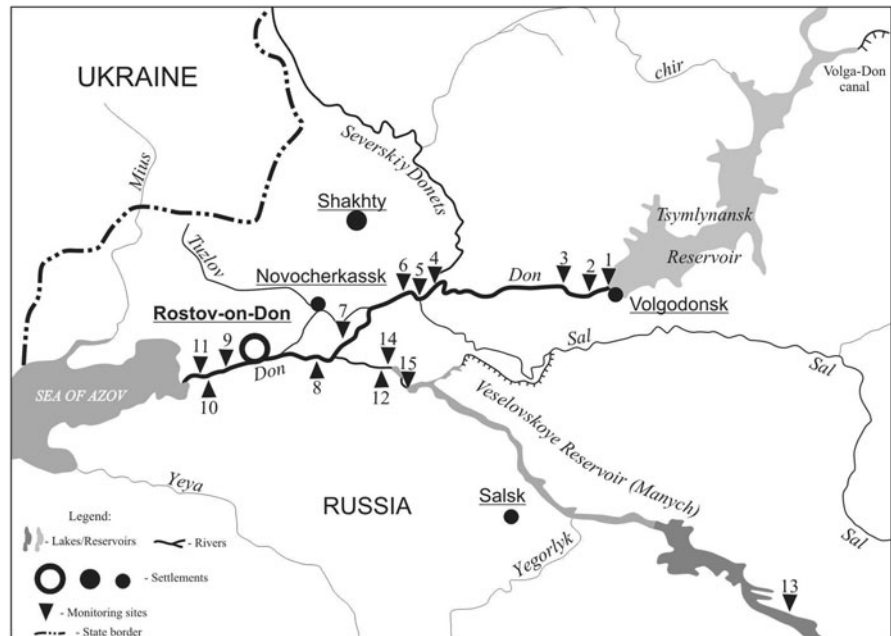 UKRAINE
chir
Volga-Don
canal
Mius
Severskiy Donets
Shakhty
Tsymlynansk
Reservoir
Tuzlov
Novocherkassk
6
5
4
Don
3
2
1
Volgodonsk
Rostov-on-Don
7
11
9
Don
14
15
Sal
Sal
SEA OF AZOV
10
8
12
Veselovskoye Reservoir (Manych)
Yeya
RUSSIA
Salsk
Sal
Yegorlyk
13
Legend:
- Lakes/Reservoirs
- Rivers
- Settlements
- Monitoring sites
- State border